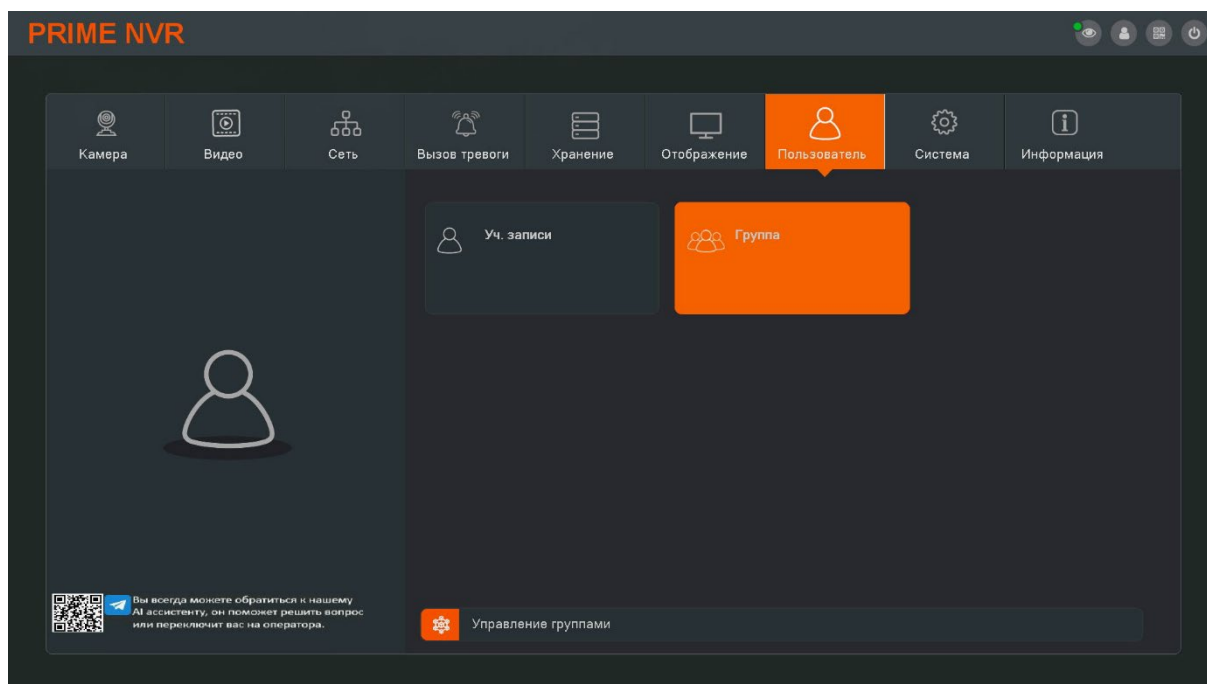 PRIME NVR
Камера
Видео
Сеть
Вызов тревоги
Хранение
Отображение
Пользователь
Система
Информация
Уч. записи
Группа
Вы всегда можете обратиться к нашему
AI ассистенту, он поможет решить вопрос
или переключит вас на оператора.
Управление группами